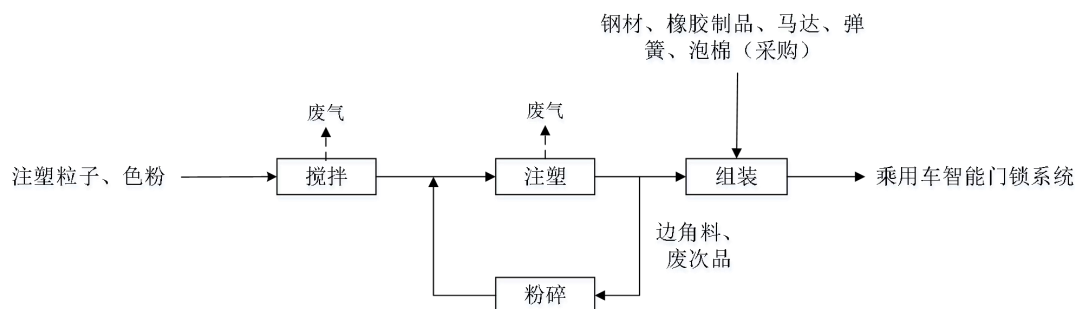 钢材、橡胶制品、马达、弹
簧、泡棉（采购）
废气
废气
注塑粒子、色粉
搅拌
注塑
组装
乘用车智能门锁系统
边角料、
废次品
粉碎